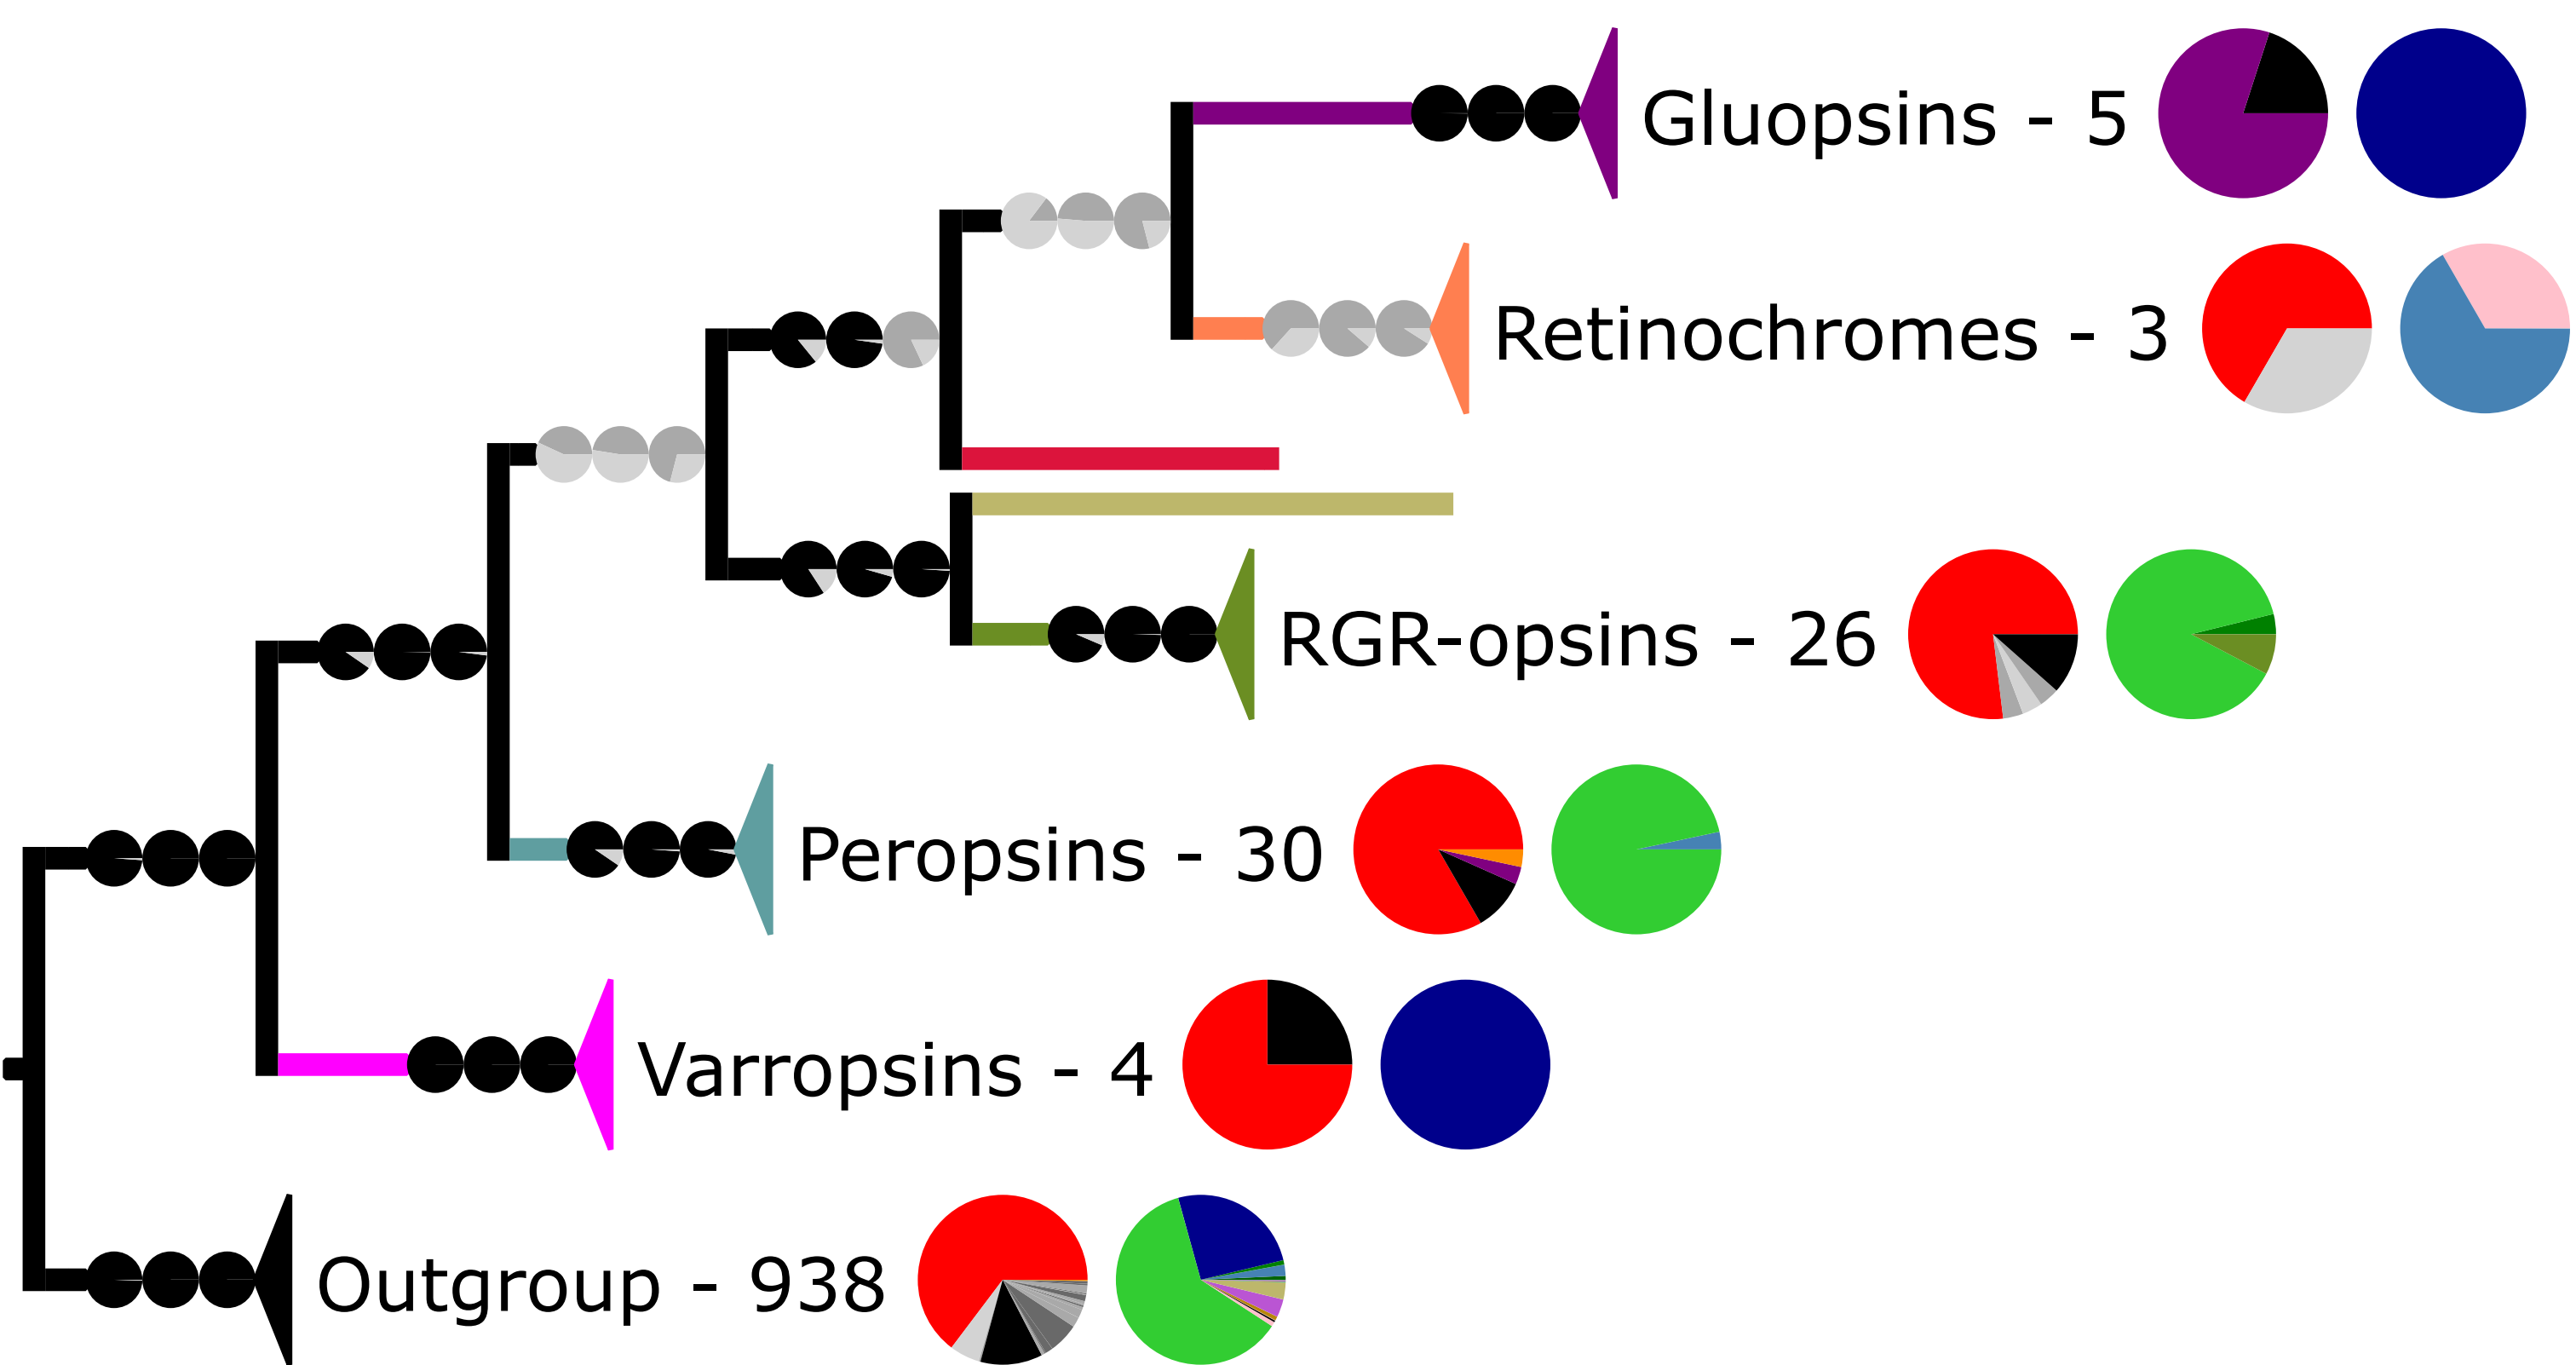 Gluopsins - 5
Retinochromes - 3
RGR-opsins - 26
Peropsins - 30
Varropsins - 4
Outgroup - 938